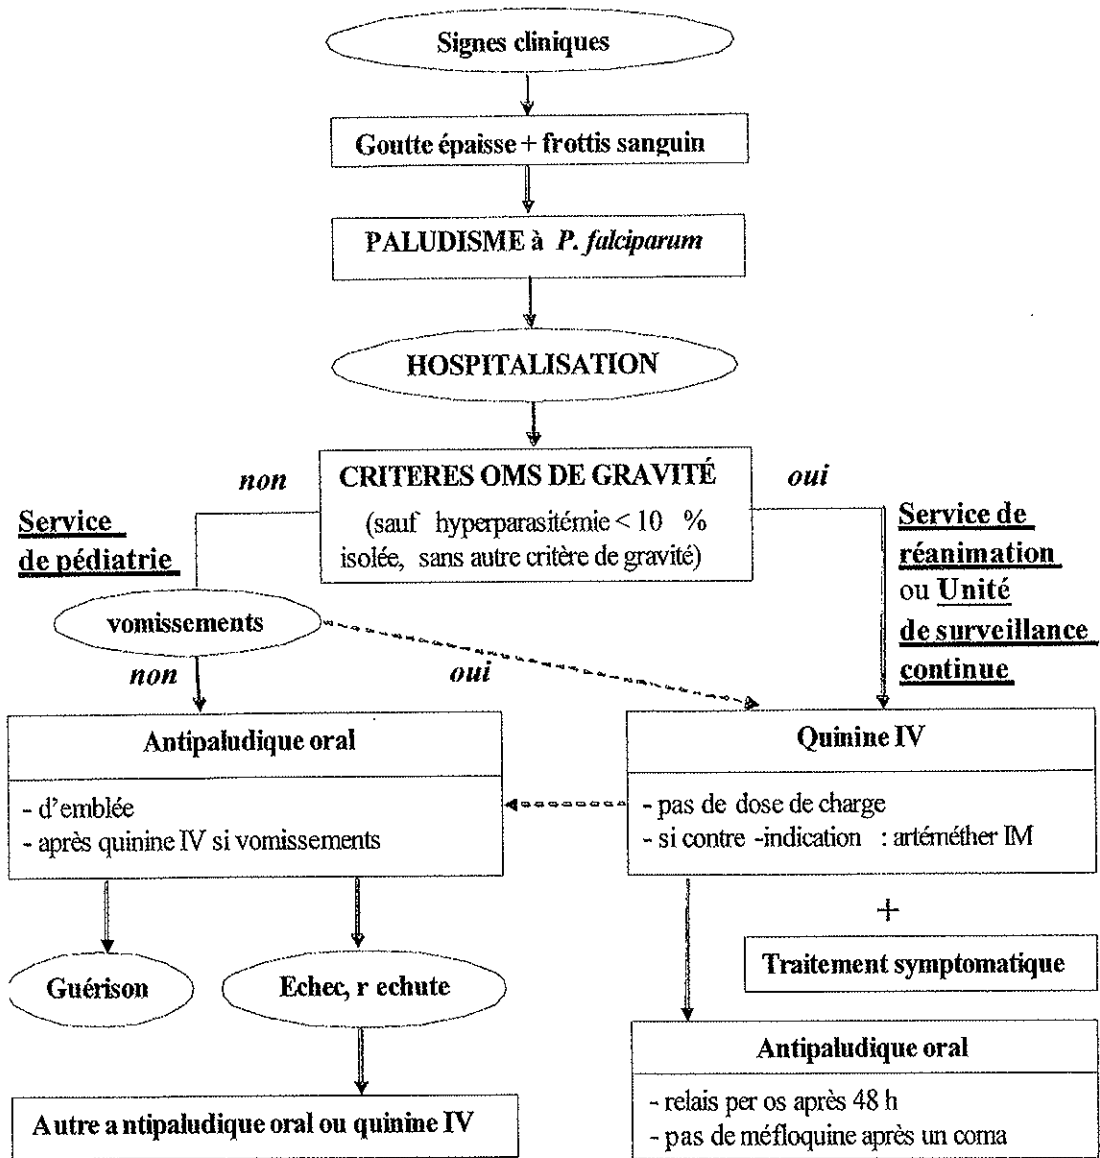 Signes cliniques
Goutte épaisse + frottis sanguin
PALUDISME à P. falciparum
HOSPITALISATION
non
CRITERES OMS DE GRAVITÉ
oui
(sauf hyperparasitémie < 10 %
isolée, sans autre critère de gravité)
Service
de pédiatrie
Service de
réanimation
ou Unité
de surveillance
continue
vomissements
non
oui
Antipaludique oral
- d'emblée
- après quinine IV si vomissements
Quinine IV
- pas de dose de charge
- si contre -indication : artéméther IM
+
Traitement symptomatique
Guérison
Echec, r echute
Autre a ntipaludique oral ou quinine IV
Antipaludique oral
- relais per os après 48 h
- pas de méfloquine après un coma